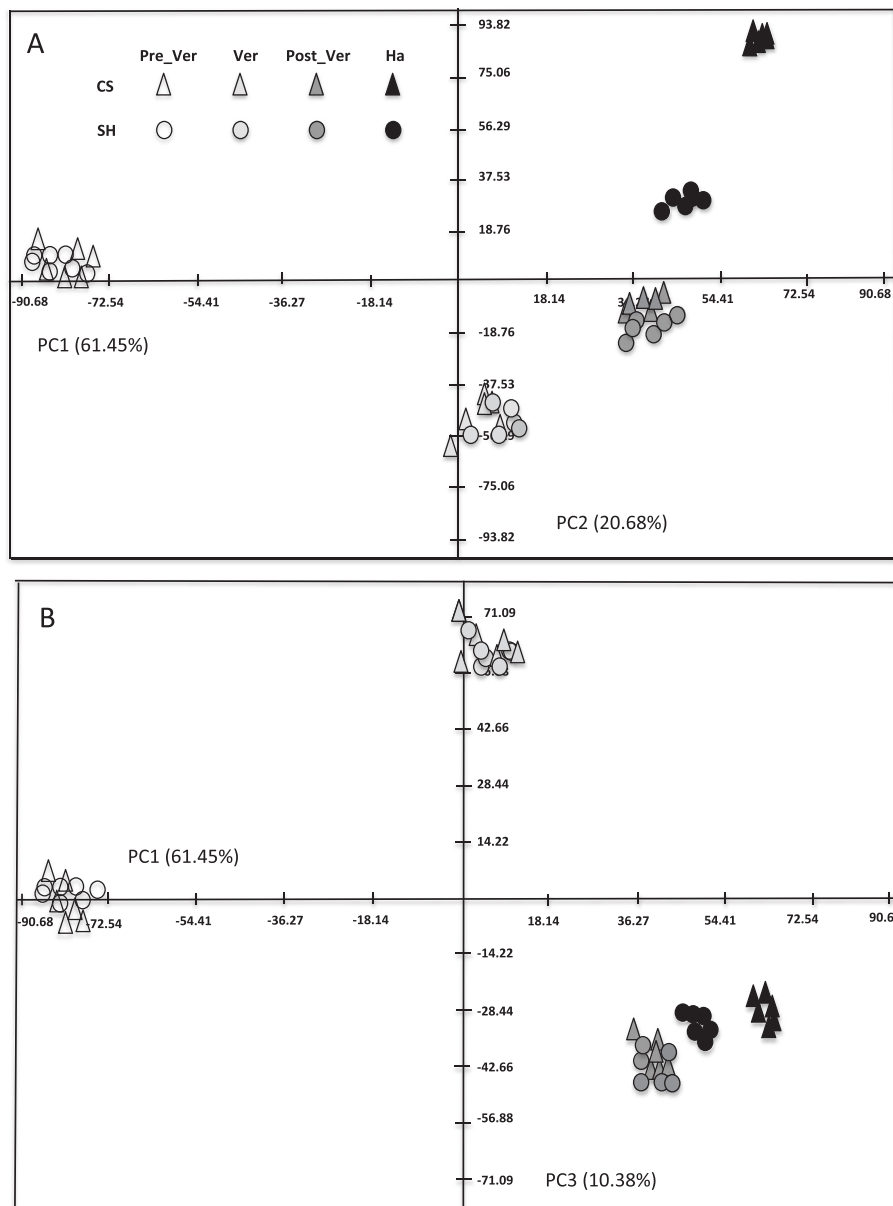 A
Pre_Ver Ver Post_Ver Ha
CS
SH
93.82
75.06
56.29
37.53
18.76
-90.68 -72.54 -54.41 -36.27 -18.14 18.14 54.41 72.54 90.68
-18.76
PC1 (61.45%)
-37.53
-75.06
PC2 (20.68%)
-93.82
B
71.09
42.66
28.44
14.22
PC1 (61.45%)
-90.68 -72.54 -54.41 -36.27 -18.14 18.14 36.27 54.41 72.54 90.6
-14.22
-28.44
-42.66
-56.88
-71.09
PC3 (10.38%)